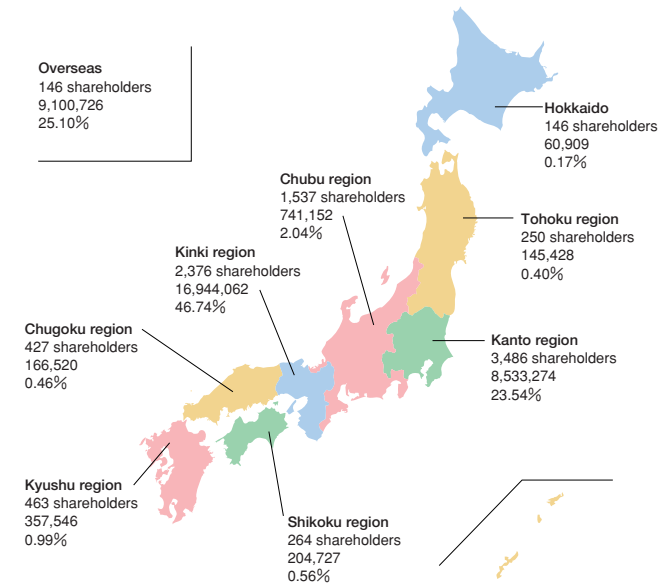 Overseas
146 shareholders
9,100,726
25.10%
Hokkaido
146 shareholders
60,909
0.17%
Chubu region
1,537 shareholders
741,152
2.04%
Tohoku region
250 shareholders
145,428
0.40%
Kinki region
2,376 shareholders
16,944,062
46.74%
Chugoku region
427 shareholders
166,520
0.46%
Kanto region
3,486 shareholders
8,533,274
23.54%
Kyushu region
463 shareholders
357,546
0.99%
Shikoku region
264 shareholders
204,727
0.56%